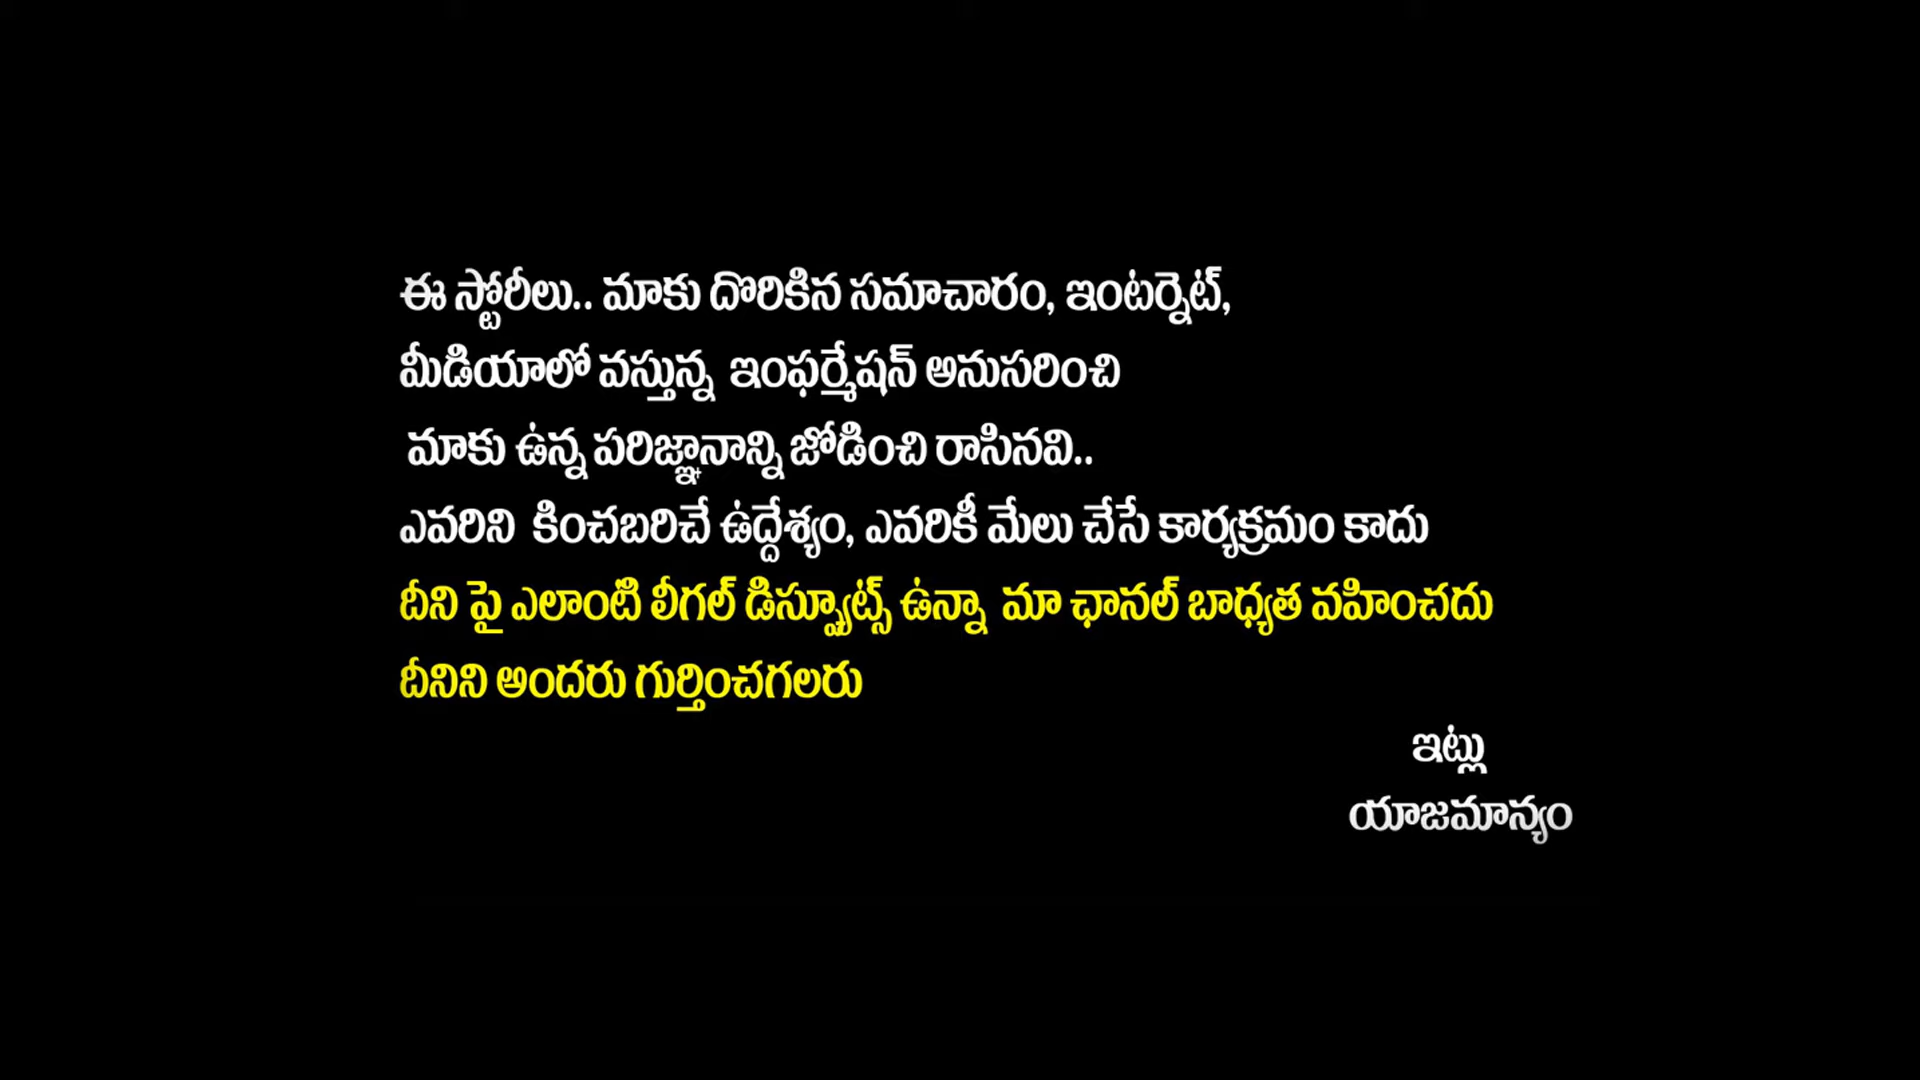 ఈ స్టోరీలు.. మాకు దొరికిన సమాచారం, ఇంటర్నెట్,
మీడియాలో వస్తున్న ఇంఫర్మేషన్ అనుసరించి
మాకు ఉన్న పరిజ్ఞానాన్ని జోడించి రాసినవి..
ఎవరిని కించబరిచే ఉద్దేశ్యం, ఎవరికీ మేలు చేసే కార్యక్రమం కాదు
దీని పై ఎలాంటి లీగల్ డిస్ప్యూట్స్ ఉన్నా మా ఛానల్ బాధ్యత వహించదు
దీనిని అందరు గుర్తించగలరు
ఇట్లు
యాజమాన్యం